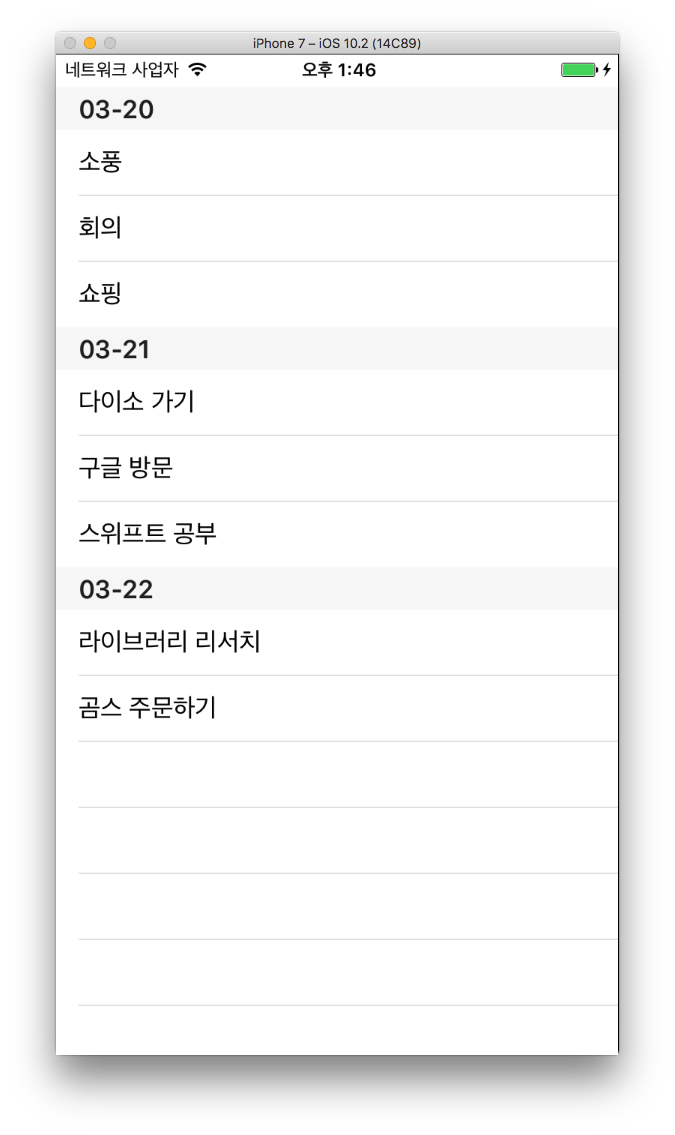 iPhone 7 – iOS 10.2 (14C89)
네트워크 사업자 오후 1:46
03-20
소풍
회의
쇼핑
03-21
다이소 가기
구글 방문
스위프트 공부
03-22
라이브러리 리서치
곰스 주문하기